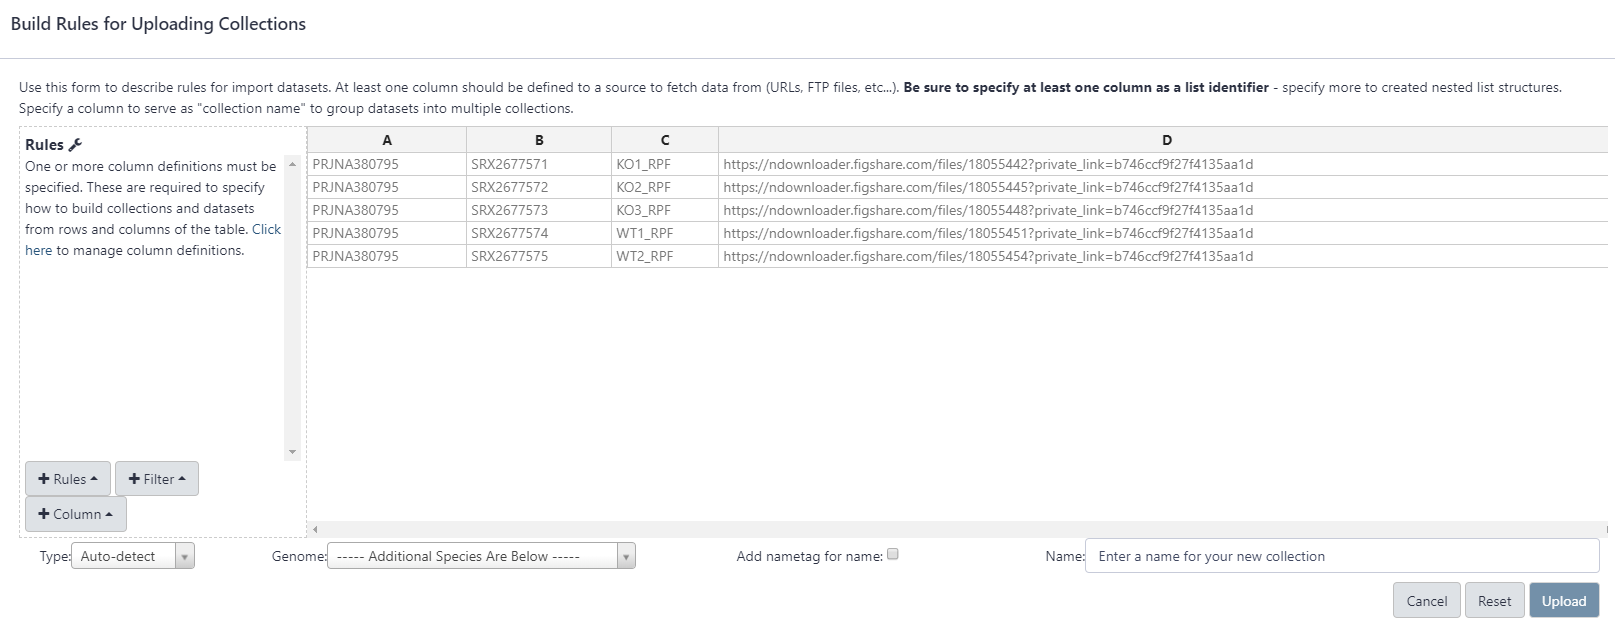 Build Rules for Uploading Collections
Use this form to describe rules for import datasets. At least one column should be defined to a source to fetch data from (URLs, FTP files, etc...). Be sure to specify at least one column as a list identifier - specify more to created nested list structures.
Specify a column to serve as "collection name" to group datasets into multiple collections.
Rules
One or more column definitions must be
specified. These are required to specify
how to build collections and datasets
from rows and columns of the table. Click
here to manage column definitions.
A B C D
PRJNA380795 SRX2677571 KO1_RPF https://ndownloader.figshare.com/files/18055442?private_link=b746ccf9f27f4135aa1d
PRJNA380795 SRX2677572 KO2_RPF https://ndownloader.figshare.com/files/18055445?private_link=b746ccf9f27f4135aa1d
PRJNA380795 SRX2677573 KO3_RPF https://ndownloader.figshare.com/files/18055448?private_link=b746ccf9f27f4135aa1d
PRJNA380795 SRX2677574 WT1_RPF https://ndownloader.figshare.com/files/18055451?private_link=b746ccf9f27f4135aa1d
PRJNA380795 SRX2677575 WT2_RPF https://ndownloader.figshare.com/files/18055454?private_link=b746ccf9f27f4135aa1d
+ Rules + Filter
+ Column
Type: Auto-detect Genome: ----- Additional Species Are Below ----- Add nametag for name: Name: Enter a name for your new collection
Cancel Reset Upload